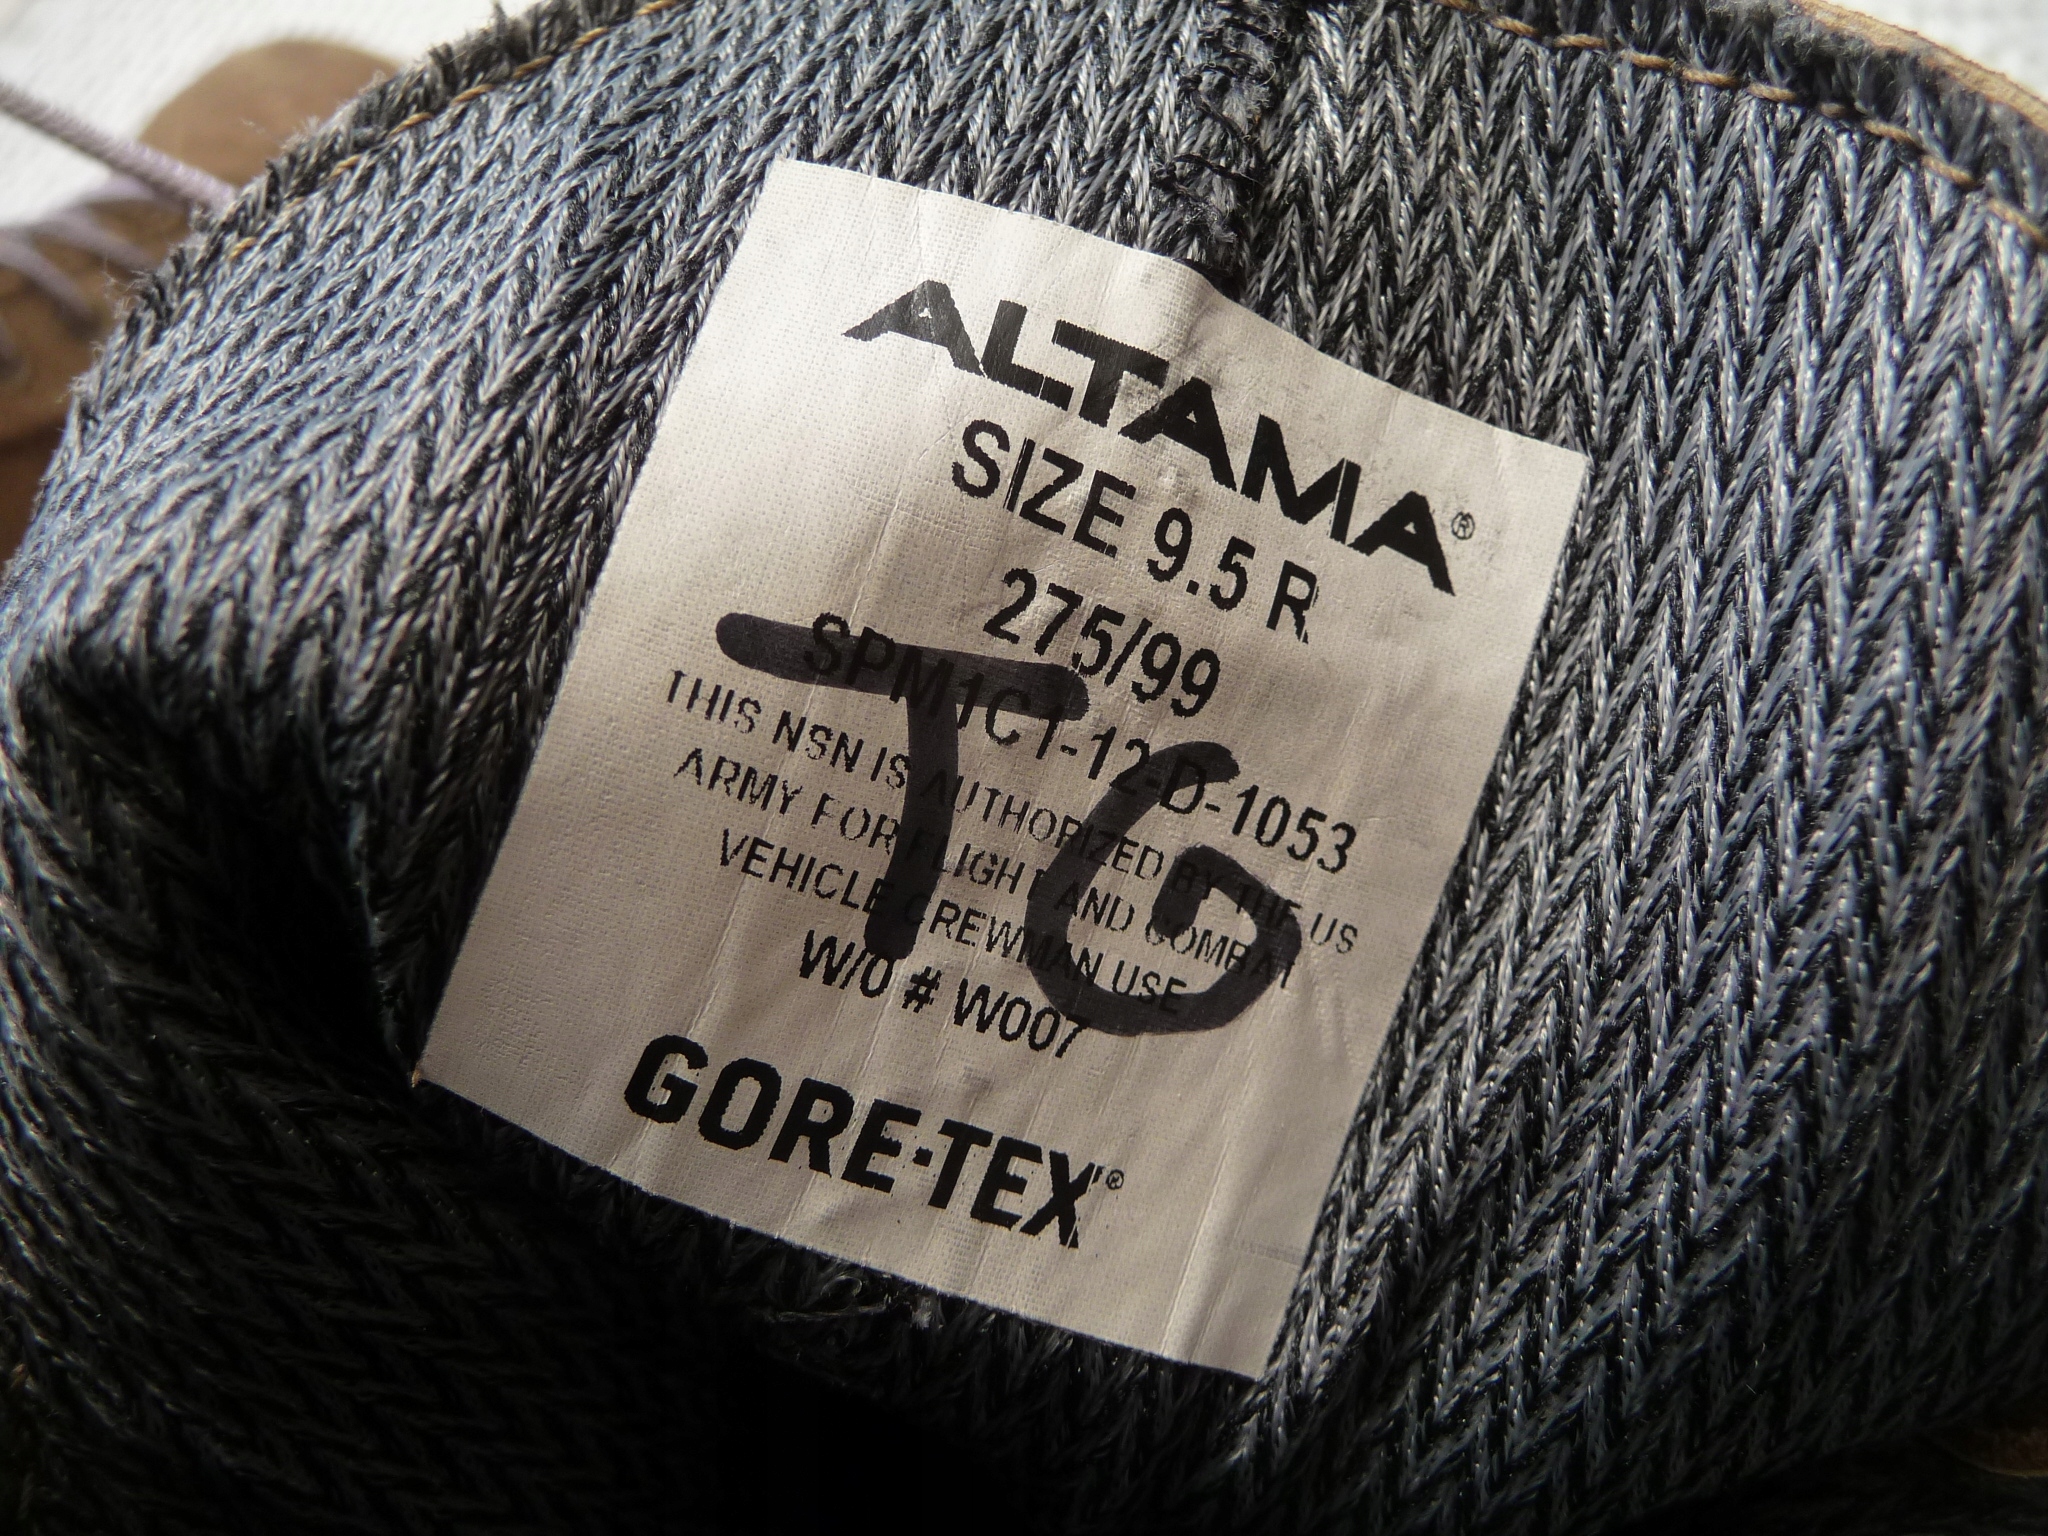 ALTAMA®
SIZE 9.5 R
275/99
SPM1C1-12-D-1053
THIS NSN IS AUTHORIZED BY THE US
ARMY FOR FLIGHT AND COMBAT
VEHICLE CREWMAN USE
W/O # W007
GORE-TEX®
TG